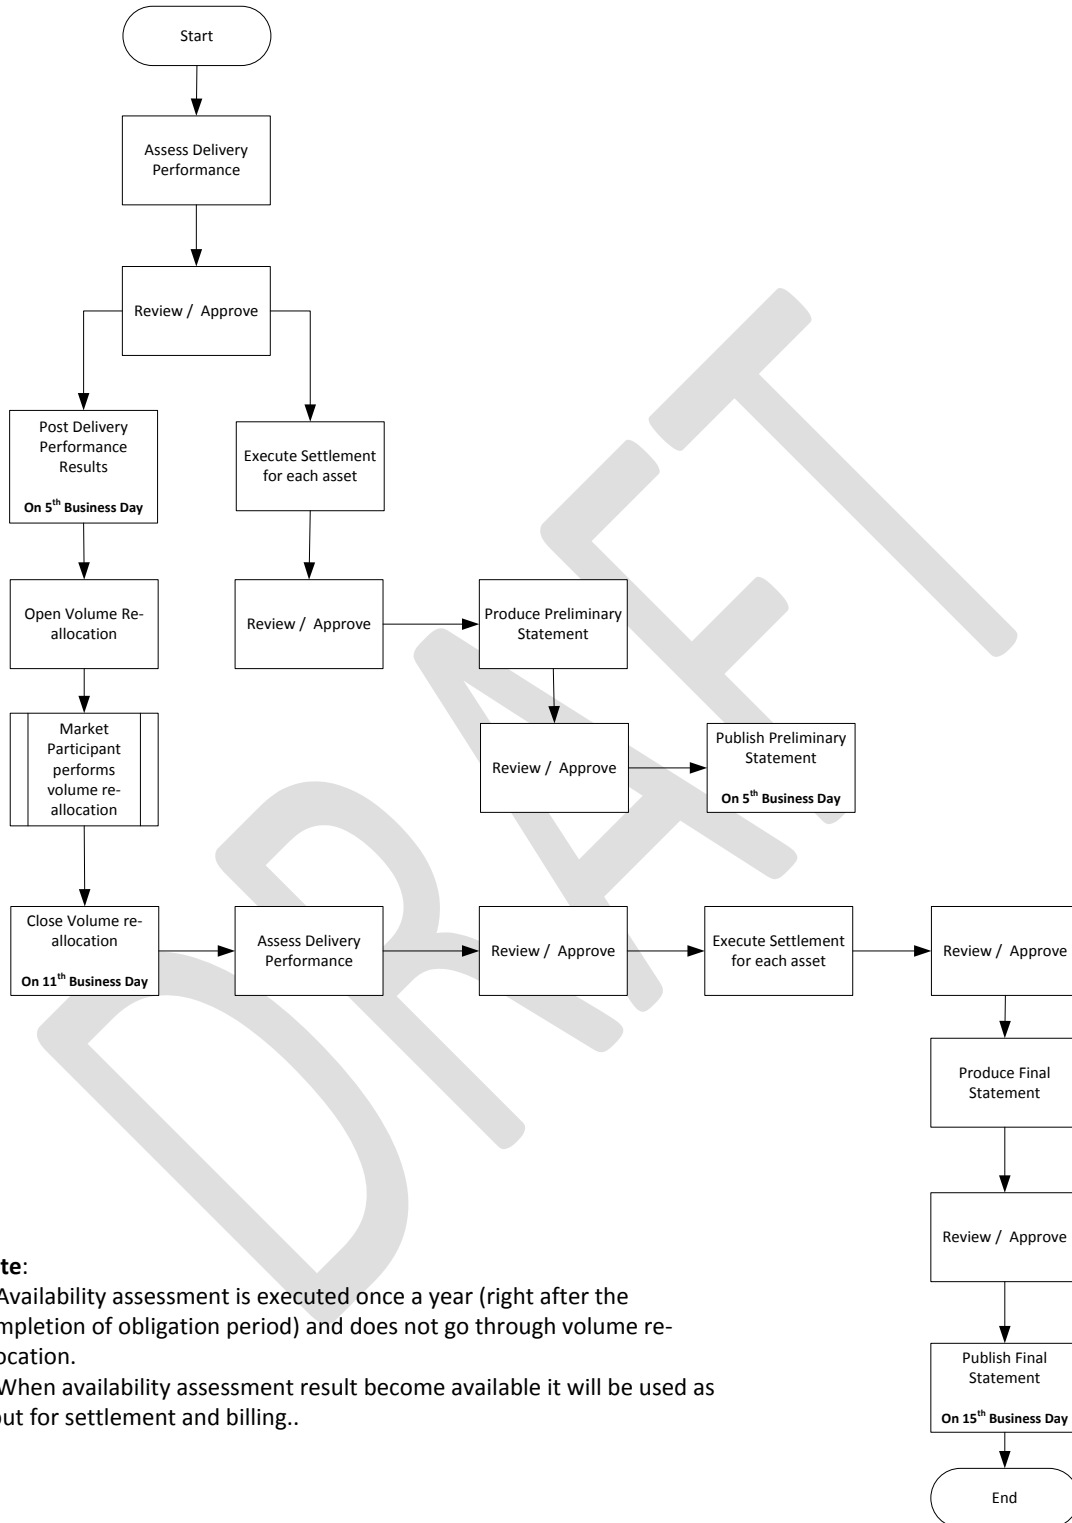 Start
Assess Delivery
Performance
Review / Approve
Post Delivery
Performance
Results
On 5th Business Day
Execute Settlement
for each asset
Open Volume Re-
allocation
Review / Approve
Produce Preliminary
Statement
Market
Participant
performs
volume re-
allocation
Review / Approve
Publish Preliminary
Statement
On 5th Business Day
Close Volume re-
allocation
On 11th Business Day
Assess Delivery
Performance
Review / Approve
Execute Settlement
for each asset
Review / Approve
Produce Final
Statement
Review / Approve
Publish Final
Statement
On 15th Business Day
End
te:
Availability assessment is executed once a year (right after the
mpletion of obligation period) and does not go through volume re-
ocation.
When availability assessment result become available it will be used as
out for settlement and billing..
DRAFT